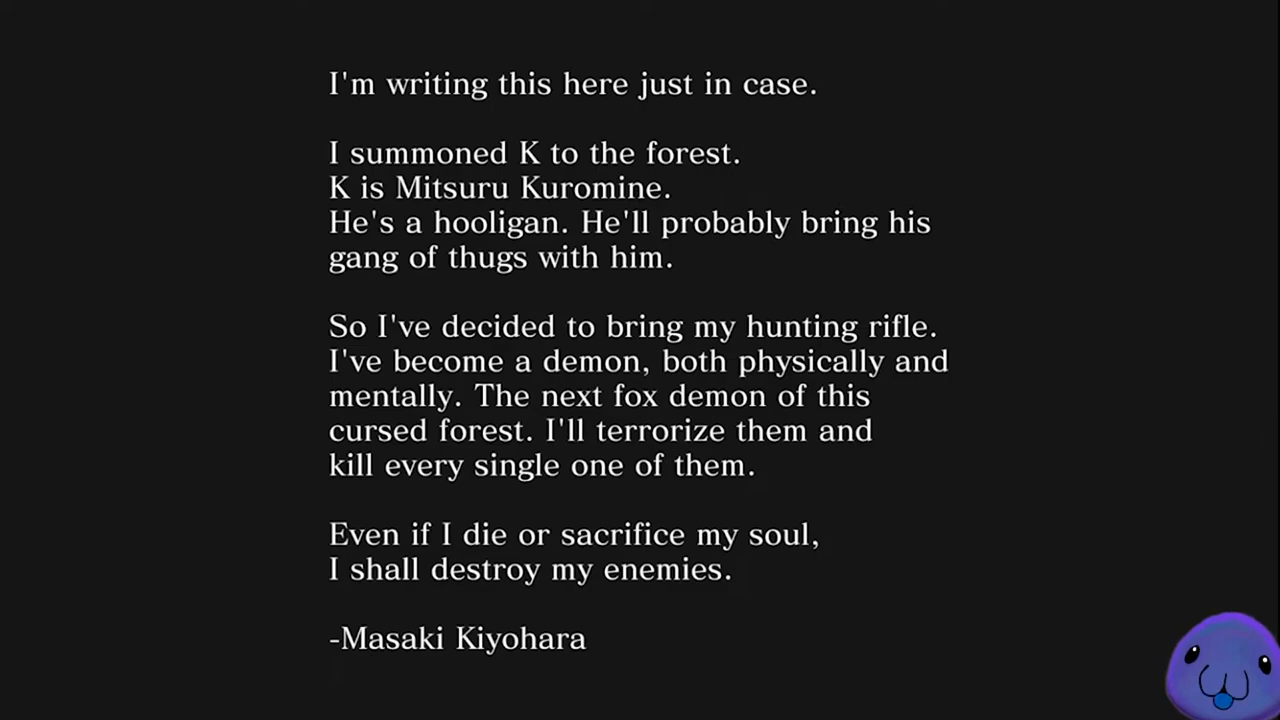 I'm writing this here just in case.
I summoned K to the forest.
K is Mitsuru Kuromine.
He's a hooligan. He'll probably bring his
gang of thugs with him.
So I've decided to bring my hunting rifle.
I've become a demon, both physically and
mentally. The next fox demon of this
cursed forest. I'll terrorize them and
kill every single one of them.
Even if I die or sacrifice my soul,
I shall destroy my enemies.
-Masaki Kiyohara